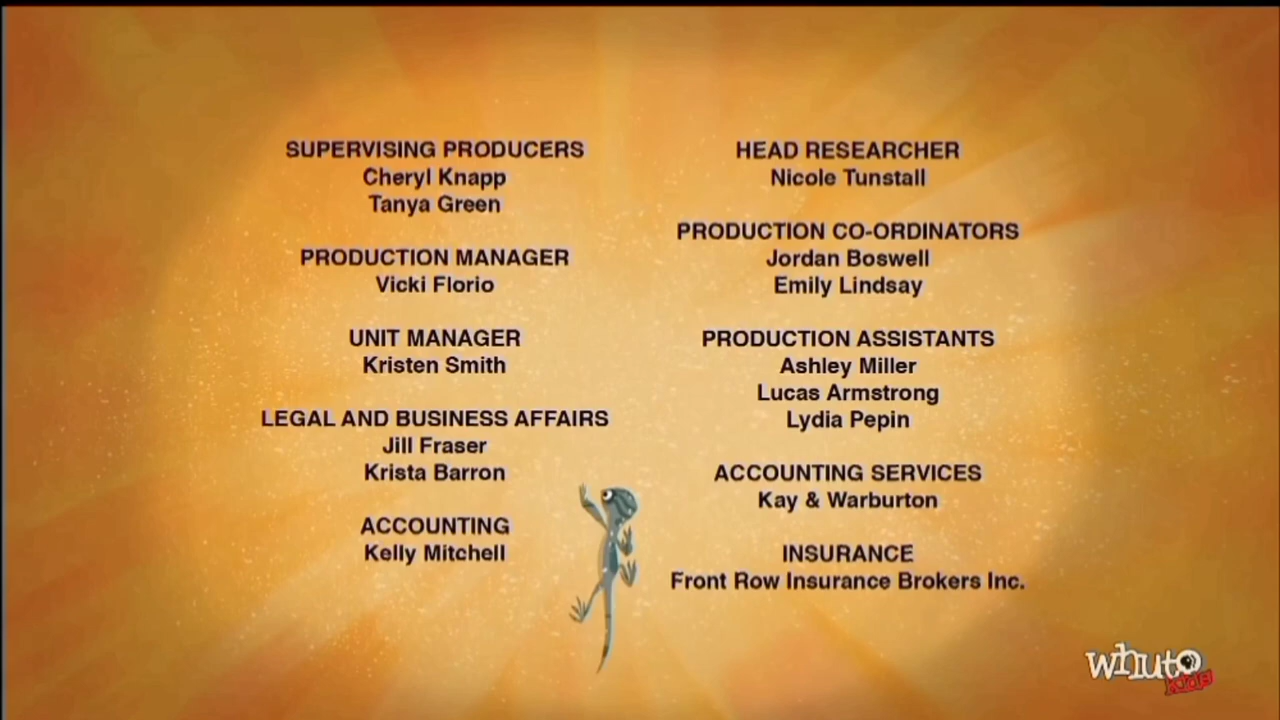 SUPERVISING PRODUCERS
Cheryl Knapp
Tanya Green
PRODUCTION MANAGER
Vicki Florio
UNIT MANAGER
Kristen Smith
LEGAL AND BUSINESS AFFAIRS
Jill Fraser
Krista Barron
ACCOUNTING
Kelly Mitchell
HEAD RESEARCHER
Nicole Tunstall
PRODUCTION CO-ORDINATORS
Jordan Boswell
Emily Lindsay
PRODUCTION ASSISTANTS
Ashley Miller
Lucas Armstrong
Lydia Pepin
ACCOUNTING SERVICES
Kay & Warburton
INSURANCE
Front Row Insurance Brokers Inc.
whut
kids